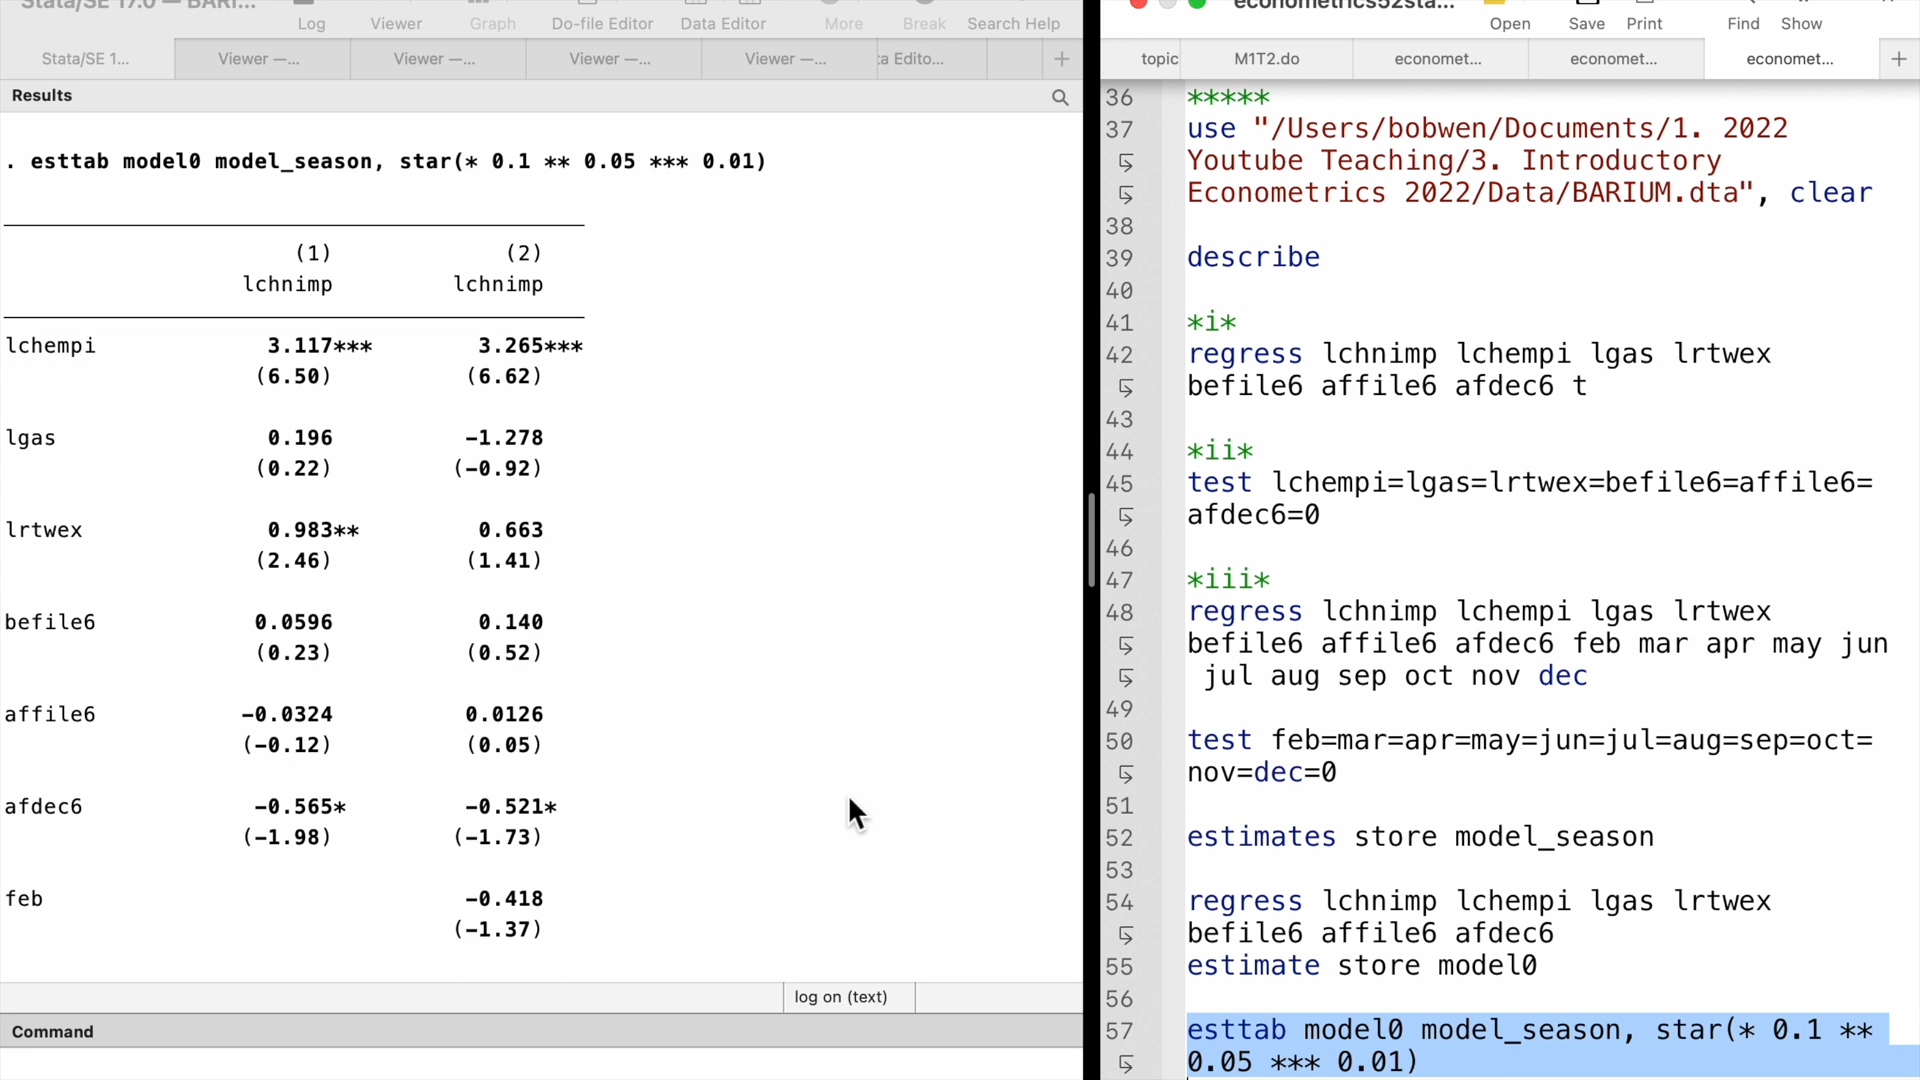 Stata/SE 17.0 — BARI...
Log Viewer Graph Do-file Editor Data Editor More Break Search Help
Stata/SE 1... Viewer —... Viewer —... Viewer —... Viewer —... ta Edito... +
Results
. esttab model0 model_season, star(* 0.1 ** 0.05 *** 0.01)
(1) (2)
lchnimp lchnimp
lchempi 3.117*** 3.265***
(6.50) (6.62)
lgas 0.196 -1.278
(0.22) (-0.92)
lrtwex 0.983** 0.663
(2.46) (1.41)
befile6 0.0596 0.140
(0.23) (0.52)
affile6 -0.0324 0.0126
(-0.12) (0.05)
afdec6 -0.565* -0.521*
(-1.98) (-1.73)
feb -0.418
(-1.37)
log on (text)
Command
econometrics52sta...
Open Save Print Find Show
topic M1T2.do economet... economet... economet... +
36 *****
37 use "/Users/bobwen/Documents/1. 2022
Youtube Teaching/3. Introductory
Econometrics 2022/Data/BARIUM.dta", clear
38
39 describe
40
41 *i*
42 regress lchnimp lchempi lgas lrtwex
befile6 affile6 afdec6 t
43
44 *ii*
45 test lchempi=lgas=lrtwex=befile6=affile6=
afdec6=0
46
47 *iii*
48 regress lchnimp lchempi lgas lrtwex
befile6 affile6 afdec6 feb mar apr may jun
jul aug sep oct nov dec
49
50 test feb=mar=apr=may=jun=jul=aug=sep=oct=
nov=dec=0
51
52 estimates store model_season
53
54 regress lchnimp lchempi lgas lrtwex
befile6 affile6 afdec6
55 estimate store model0
56
57 esttab model0 model_season, star(* 0.1 **
0.05 *** 0.01)